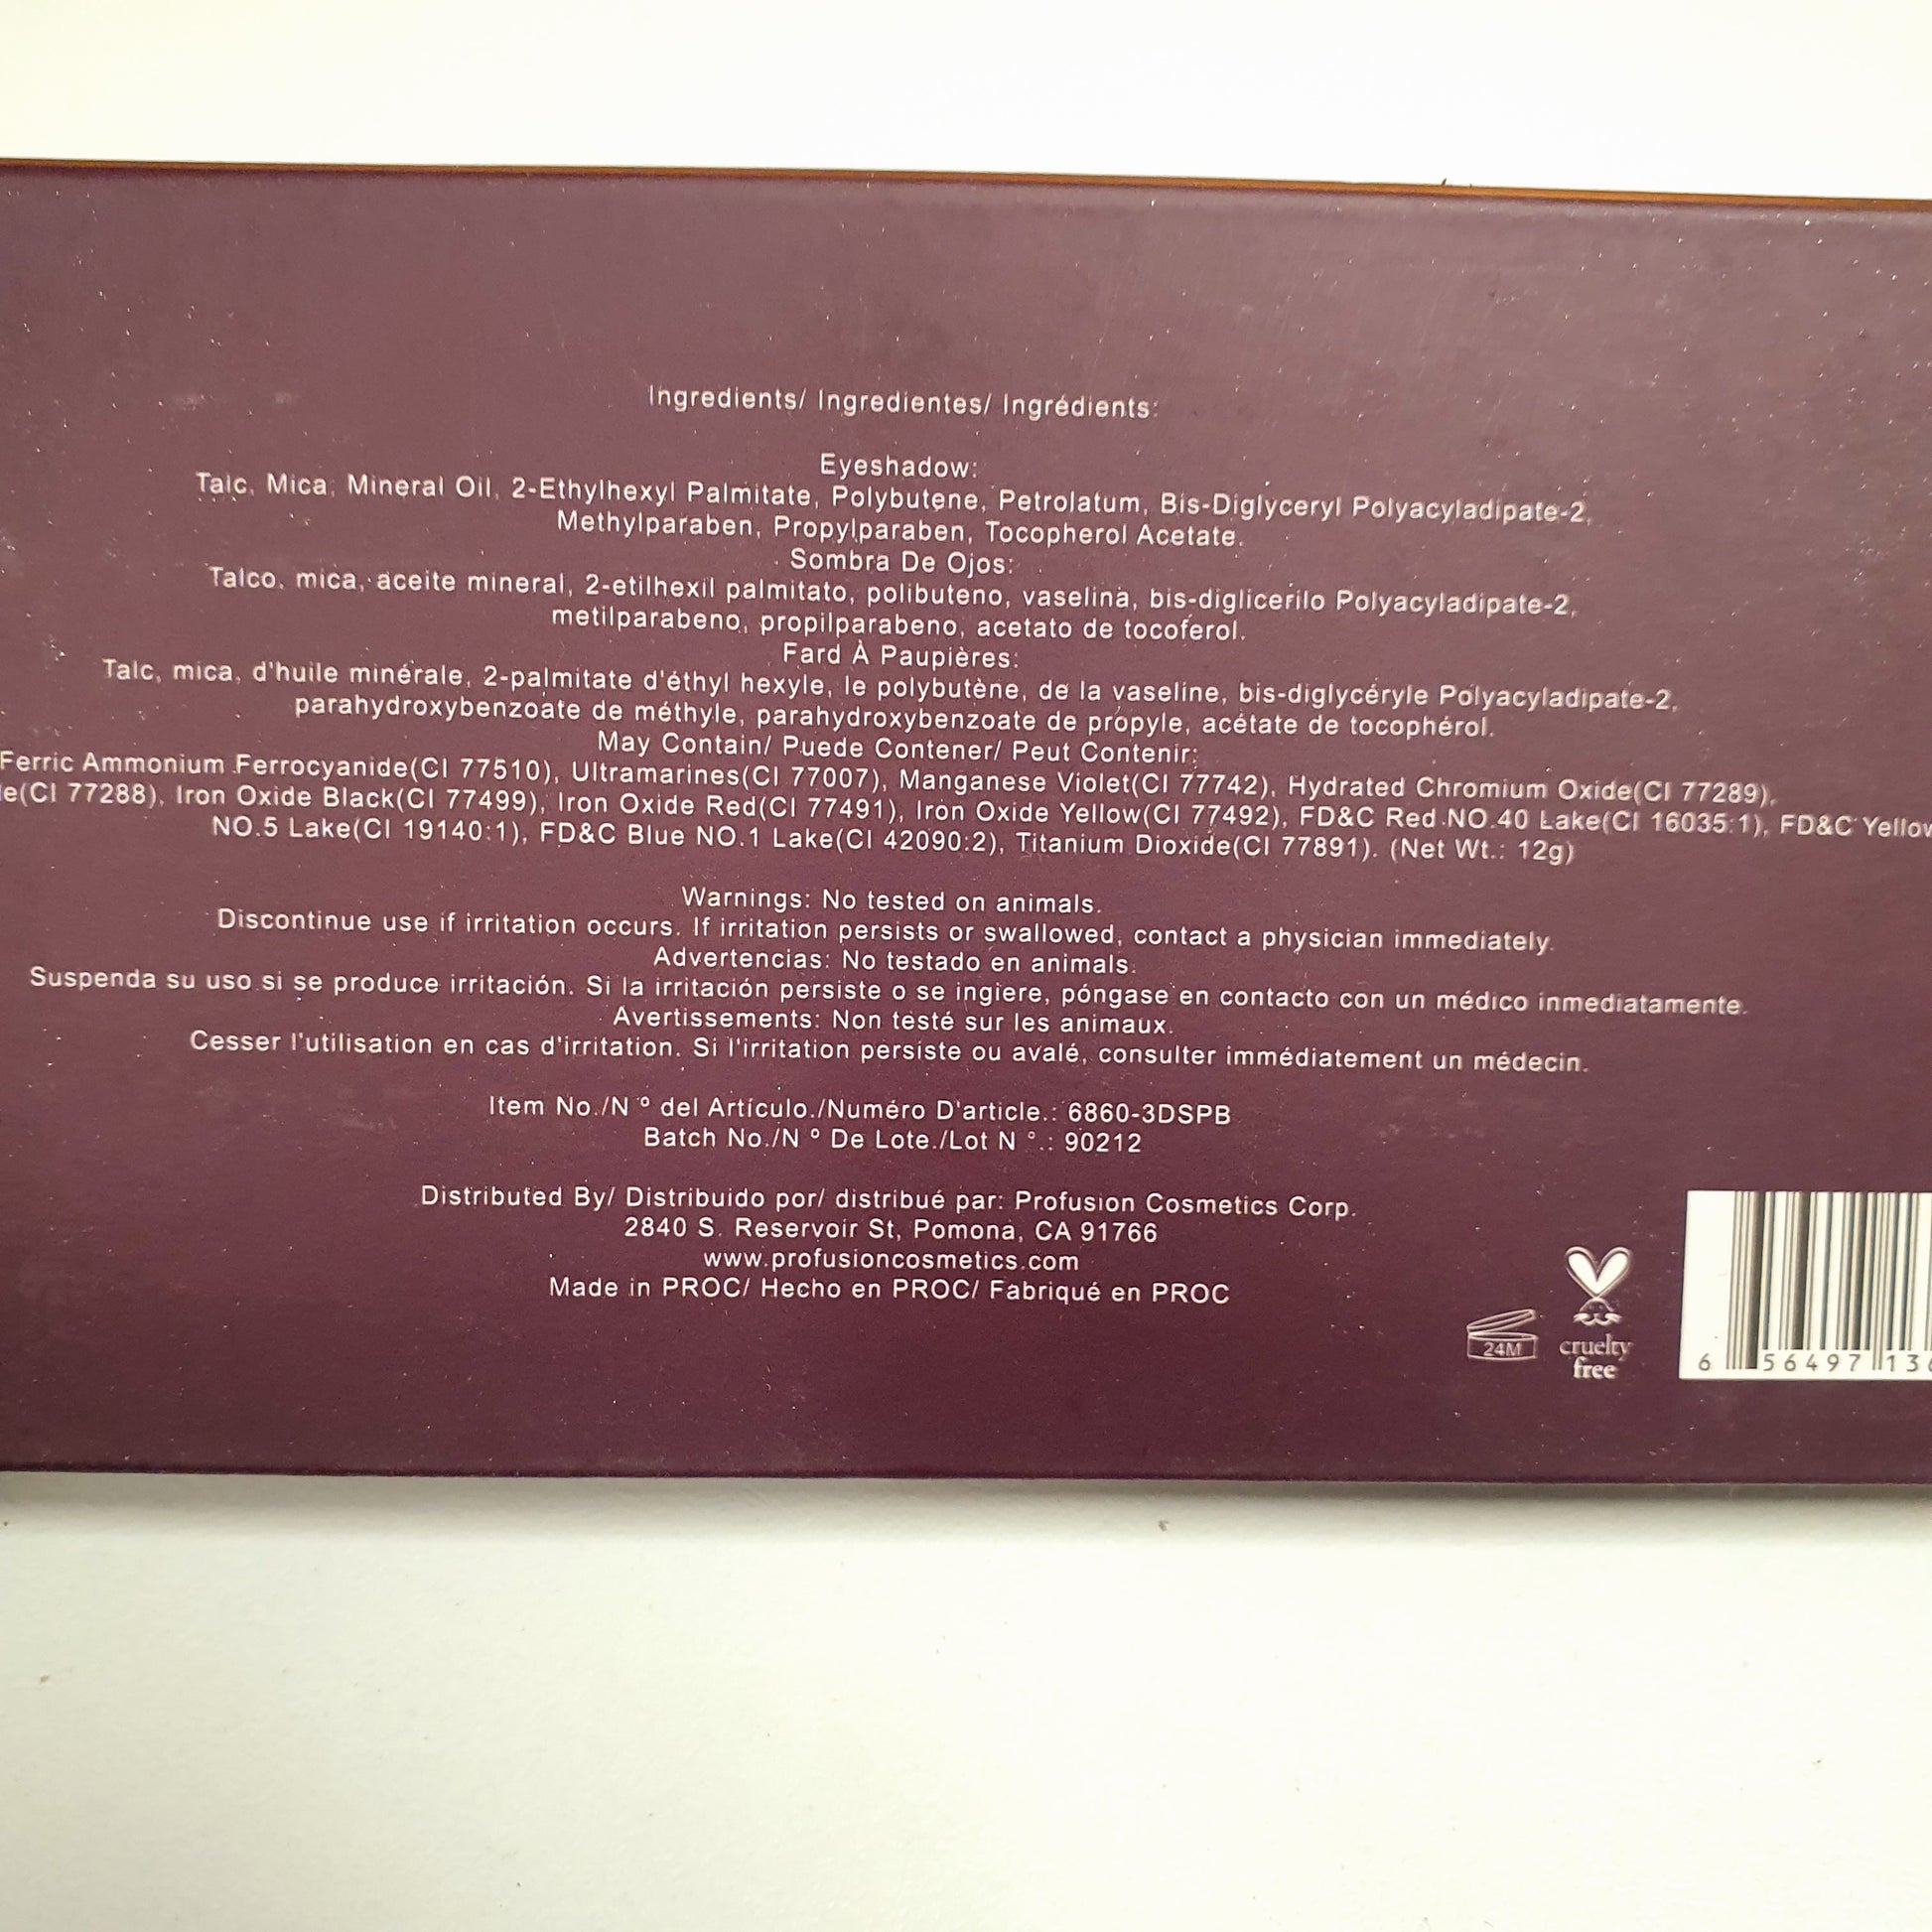 Ingredients/ Ingredientes/ Ingrédients:
Eyeshadow:
Talc, Mica, Mineral Oil, 2-Ethylhexyl Palmitate, Polybutene, Petrolatum, Bis-Diglyceryl Polyacyladipate-2,
Methylparaben, Propylparaben, Tocopherol Acetate.
Sombra De Ojos:
Talco, mica, aceite mineral, 2-etilhexil palmitato, polibuteno, vaselina, bis-diglicerilo Polyacyladipate-2,
metilparabeno, propilparabeno, acetato de tocoferol.
Fard À Paupières:
Talc, mica, d'huile minérale, 2-palmitate d'éthyl hexyle, le polybutène, de la vaseline, bis-diglycéryle Polyacyladipate-2,
parahydroxybenzoate de méthyle, parahydroxybenzoate de propyle, acétate de tocophérol.
May Contain/ Puede Contener/ Peut Contenir:
Ferric Ammonium Ferrocyanide(CI 77510), Ultramarines(CI 77007), Manganese Violet(CI 77742), Hydrated Chromium Oxide(CI 77289),
e(CI 77288), Iron Oxide Black(CI 77499), Iron Oxide Red(CI 77491), Iron Oxide Yellow(CI 77492), FD&C Red NO.40 Lake(CI 16035:1), FD&C Yellow
NO.5 Lake(CI 19140:1), FD&C Blue NO.1 Lake(CI 42090:2), Titanium Dioxide(CI 77891). (Net Wt.: 12g)
Warnings: No tested on animals.
Discontinue use if irritation occurs. If irritation persists or swallowed, contact a physician immediately.
Advertencias: No testado en animals.
Suspenda su uso si se produce irritación. Si la irritación persiste o se ingiere, póngase en contacto con un médico inmediatamente.
Avertissements: Non testé sur les animaux.
Cesser l'utilisation en cas d'irritation. Si l'irritation persiste ou avalé, consulter immédiatement un médecin.
Item No./N º del Artículo./Numéro D'article.: 6860-3DSPB
Batch No./N º De Lote./Lot N °.: 90212
Distributed By/ Distribuido por/ distribué par: Profusion Cosmetics Corp.
2840 S. Reservoir St, Pomona, CA 91766
www.profusioncosmetics.com
Made in PROC/ Hecho en PROC/ Fabriqué en PROC
24M
cruelty
free
6 56497 13